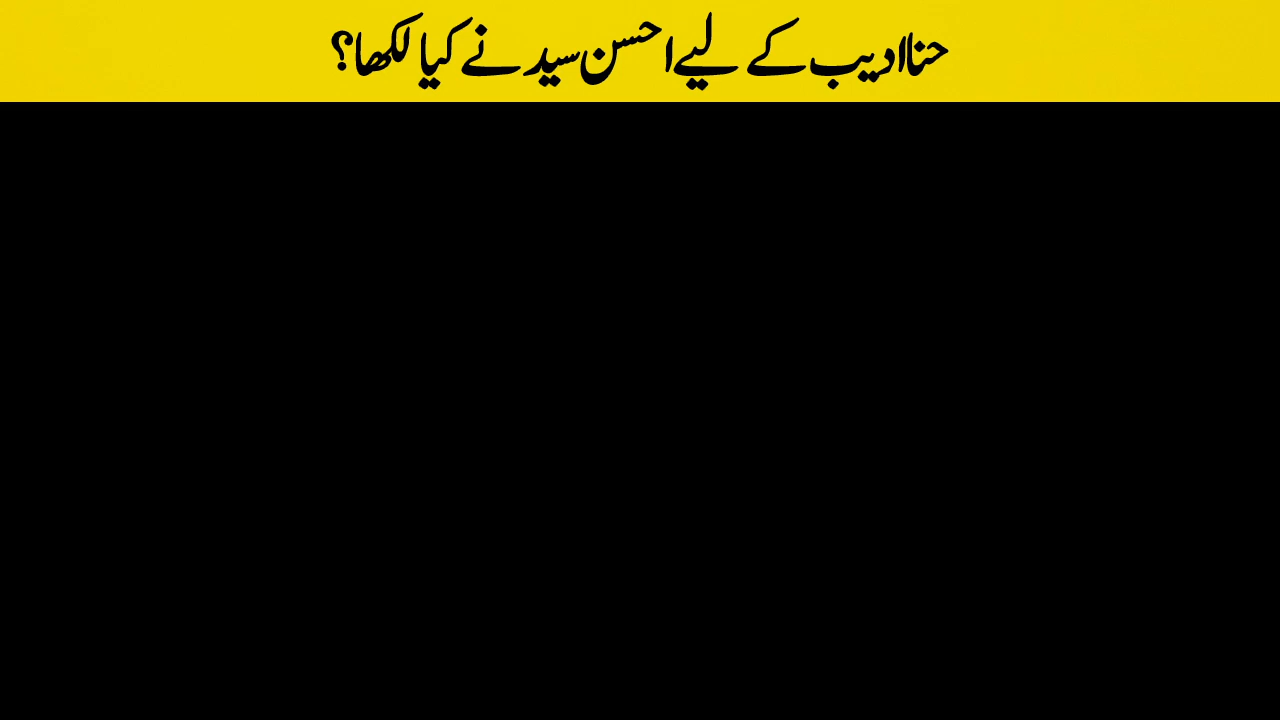 حنا ادیب کے لیے احسن سید نے کیا لکھا؟